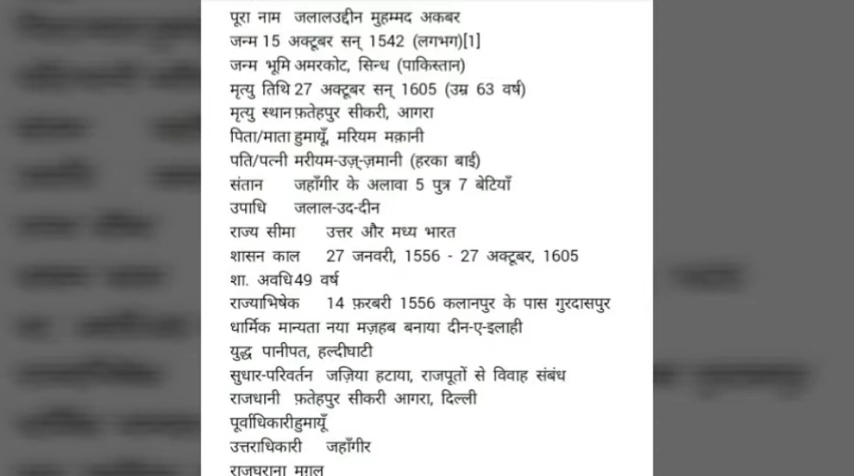 पूरा नाम जलालउद्दीन मुहम्मद अकबर
जन्म 15 अक्टूबर सन् 1542 (लगभग)[1]
जन्म भूमि अमरकोट, सिन्ध (पाकिस्तान)
मृत्यु तिथि 27 अक्टूबर सन् 1605 (उम्र 63 वर्ष)
मृत्यु स्थान फ़तेहपुर सीकरी, आगरा
पिता/माता हुमायूँ, मरियम मक़ानी
पति/पत्नी मरीयम-उज़्-ज़मानी (हरका बाई)
संतान जहाँगीर के अलावा 5 पुत्र 7 बेटियाँ
उपाधि जलाल-उद-दीन
राज्य सीमा उत्तर और मध्य भारत
शासन काल 27 जनवरी, 1556 - 27 अक्टूबर, 1605
शा. अवधि 49 वर्ष
राज्याभिषेक 14 फ़रबरी 1556 कलानपुर के पास गुरदासपुर
धार्मिक मान्यता नया मज़हब बनाया दीन-ए-इलाही
युद्ध पानीपत, हल्दीघाटी
सुधार-परिवर्तन जज़िया हटाया, राजपूतों से विवाह संबंध
राजधानी फ़तेहपुर सीकरी आगरा, दिल्ली
पूर्वाधिकारी हुमायूँ
उत्तराधिकारी जहाँगीर
राजघराना मुग़ल